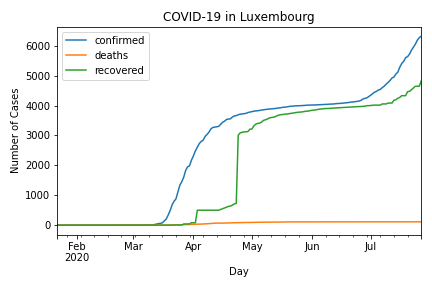 COVID-19 in Luxembourg
confirmed
deaths
recovered
Number of Cases
6000
5000
4000
3000
2000
1000
0
Feb
2020
Mar
Apr
May
Jun
Jul
Day